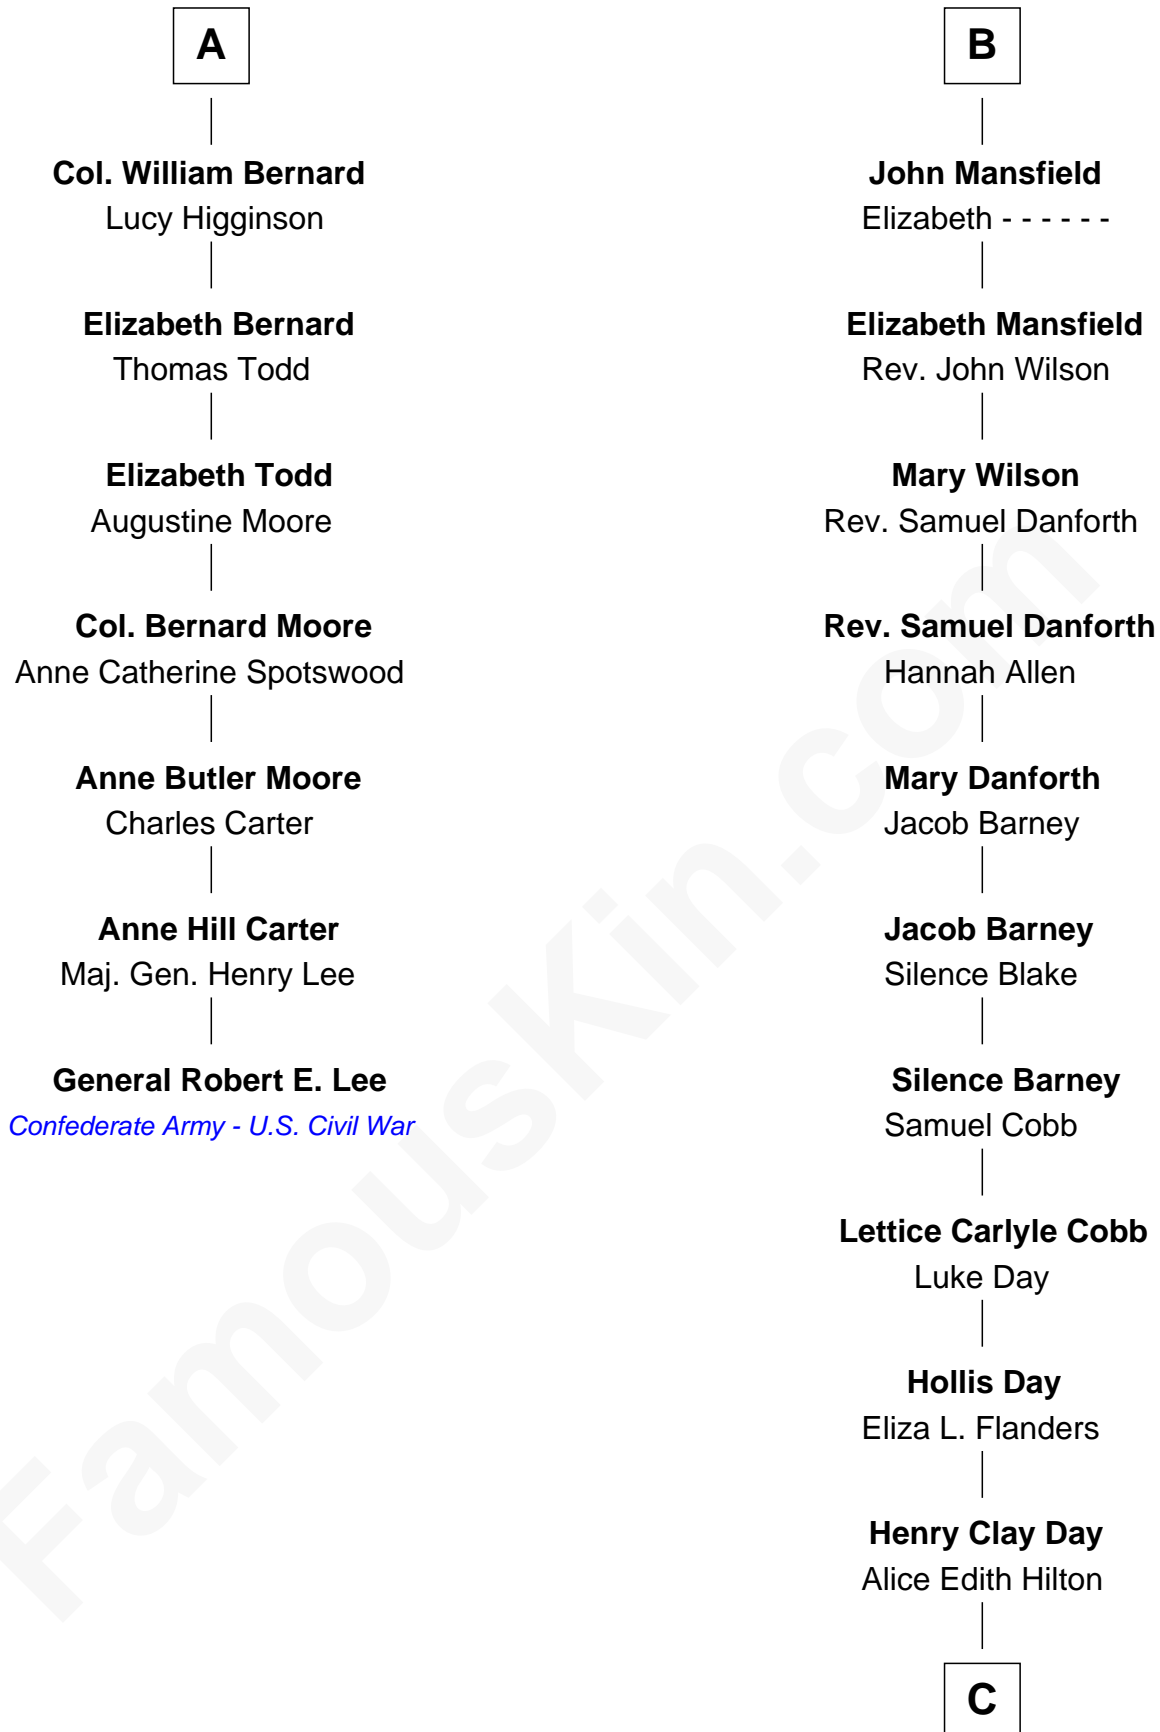 A
Col. William Bernard
Lucy Higginson
Elizabeth Bernard
Thomas Todd
Elizabeth Todd
Augustine Moore
Col. Bernard Moore
Anne Catherine Spotswood
Anne Butler Moore
Charles Carter
Anne Hill Carter
Maj. Gen. Henry Lee
General Robert E. Lee
Confederate Army - U.S. Civil War
B
John Mansfield
Elizabeth - - - - - -
Elizabeth Mansfield
Rev. John Wilson
Mary Wilson
Rev. Samuel Danforth
Rev. Samuel Danforth
Hannah Allen
Mary Danforth
Jacob Barney
Jacob Barney
Silence Blake
Silence Barney
Samuel Cobb
Lettice Carlyle Cobb
Luke Day
Hollis Day
Eliza L. Flanders
Henry Clay Day
Alice Edith Hilton
C
FamousKin.com